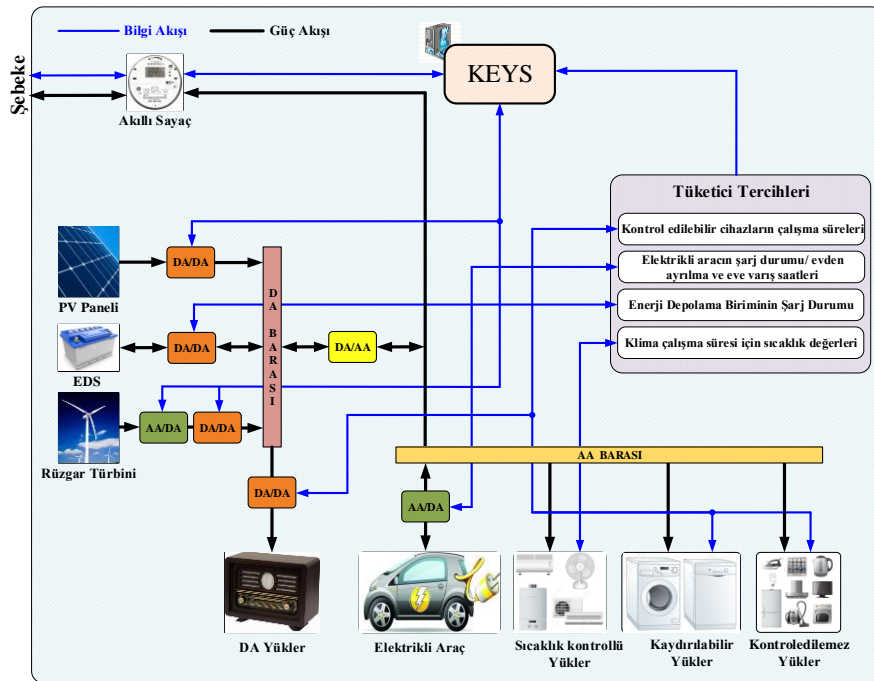 Bilgi Akışı
Güç Akışı
Şebeke
Akıllı Sayaç
KEYS
Tüketici Tercihleri
Kontrol edilebilir cihazların çalışma süreleri
Elektrikli aracın şarj durumu/ evden
ayrılma ve eve varış saatleri
Enerji Depolama Biriminin Şarj Durumu
Klima çalışma süresi için sıcaklık değerleri
PV Paneli
DA/DA
DA BARASI
EDS
DA/DA
DA/AA
Rüzgar Türbini
AA/DA
DA/DA
AA BARASI
DA/DA
AA/DA
DA Yükler
Elektrikli Araç
Sıcaklık kontrollü
Yükler
Kaydırılabilir
Yükler
Kontroledilemez
Yükler